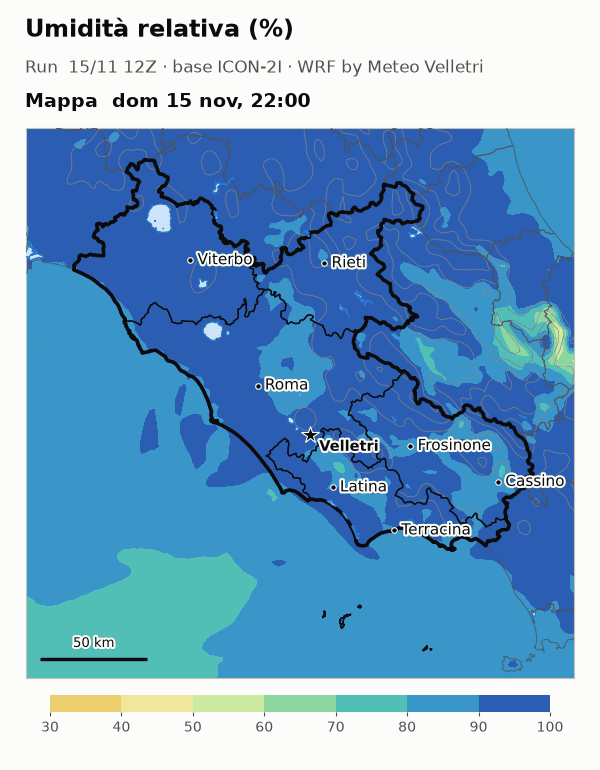 Umidità relativa (%)
Run  15/11 12Z · base ICON-2I · WRF by Meteo Velletri
Mappa  dom 15 nov, 22:00
Viterbo
Rieti
Roma
Velletri
Frosinone
Cassino
Latina
Terracina
50 km
30 40 50 60 70 80 90 100